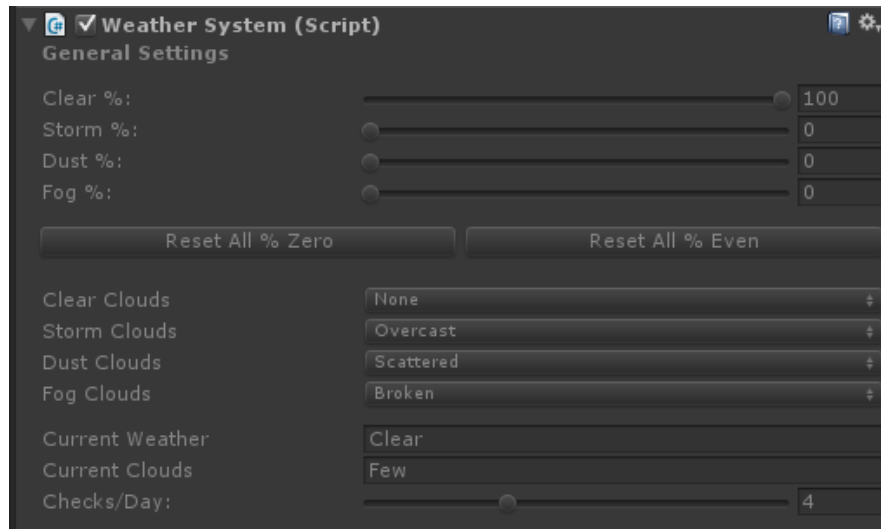 Weather System (Script)
General Settings
Clear %: 100
Storm %: 0
Dust %: 0
Fog %: 0
Reset All % Zero Reset All % Even
Clear Clouds None
Storm Clouds Overcast
Dust Clouds Scattered
Fog Clouds Broken
Current Weather Clear
Current Clouds Few
Checks/Day: 4